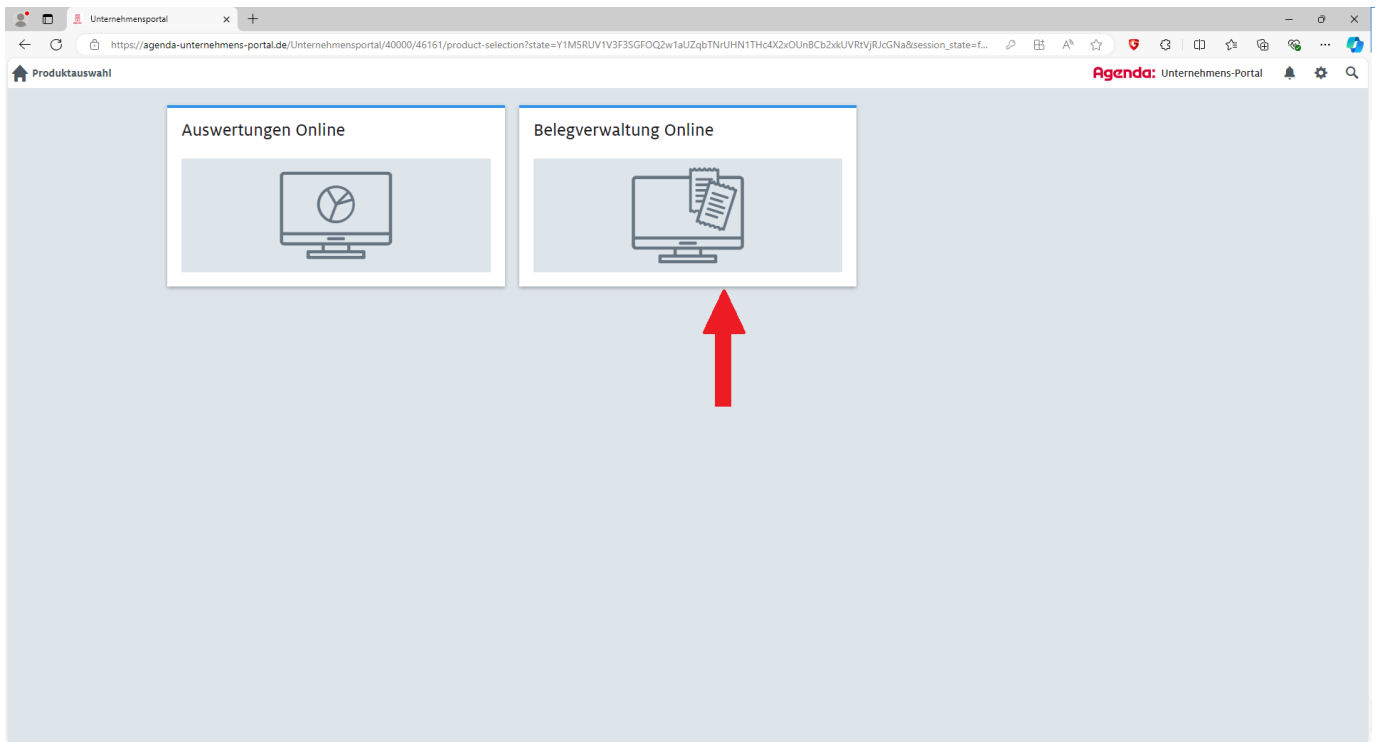 Unternehmensportal
https://agenda-unternehmens-portal.de/Unternehmensportal/40000/46161/product-selection?state=Y1M5RUV1V3F3SGFOQ2w1aUZqbTNrUHN1THc4X2xOUnBCb2xkUVRtVjRJcGNa&session_state=f...
Produktauswahl
Agenda: Unternehmens-Portal
Auswertungen Online
Belegverwaltung Online